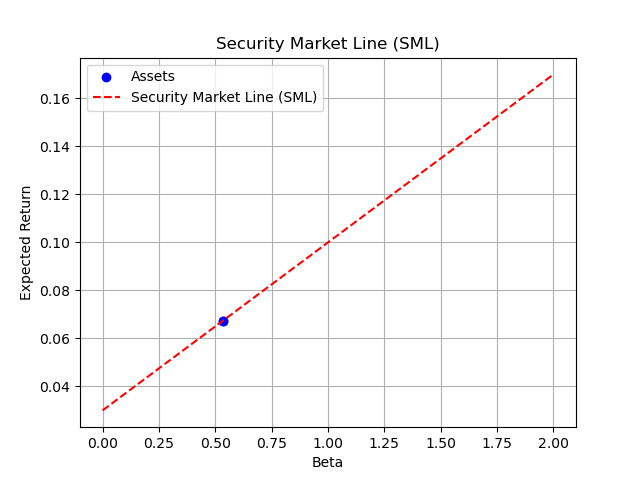 Security Market Line (SML)
Assets
Security Market Line (SML)
Expected Return
0.16
0.14
0.12
0.10
0.08
0.06
0.04
0.00 0.25 0.50 0.75 1.00 1.25 1.50 1.75 2.00
Beta